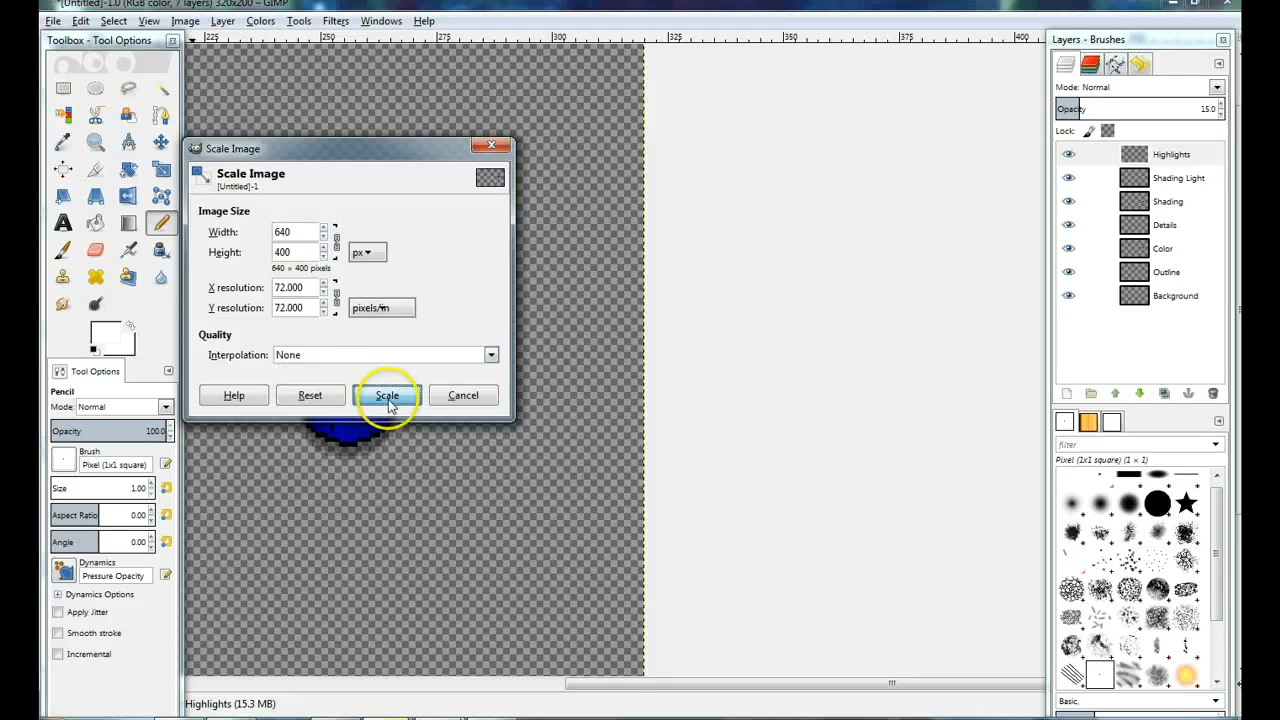 *[Untitled]-1.0 (RGB color, 7 layers) 320x200 – GIMP
File Edit Select View Image Layer Colors Tools Filters Windows Help
Toolbox - Tool Options
225 250 275 300 325 350 375 400
Layers - Brushes
Mode: Normal
Opacity 15.0
Lock:
Highlights
Shading Light
Shading
Details
Color
Outline
Background
Scale Image
Scale Image
[Untitled]-1
Image Size
Width: 640
Height: 400 px
640 × 400 pixels
X resolution: 72.000
Y resolution: 72.000 pixels/in
Quality
Interpolation: None
Help Reset Scale Cancel
Tool Options
Pencil
Mode: Normal
Opacity 100.0
Brush
Pixel (1x1 square)
Size 1.00
Aspect Ratio 0.00
Angle 0.00
Dynamics
Pressure Opacity
Dynamics Options
Apply Jitter
Smooth stroke
Incremental
filter
Pixel (1x1 square) (1 × 1)
Basic,
Highlights (15.3 MB)